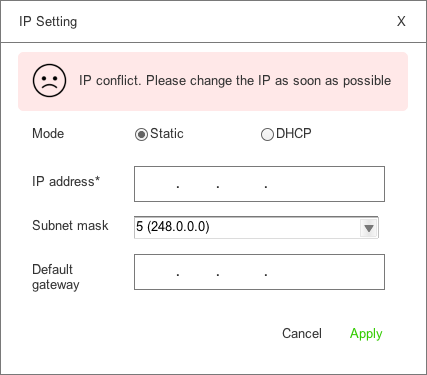 IP Setting X
IP conflict. Please change the IP as soon as possible
Mode Static DHCP
IP address* . . .
Subnet mask 5 (248.0.0.0)
Default
gateway . . .
Cancel Apply